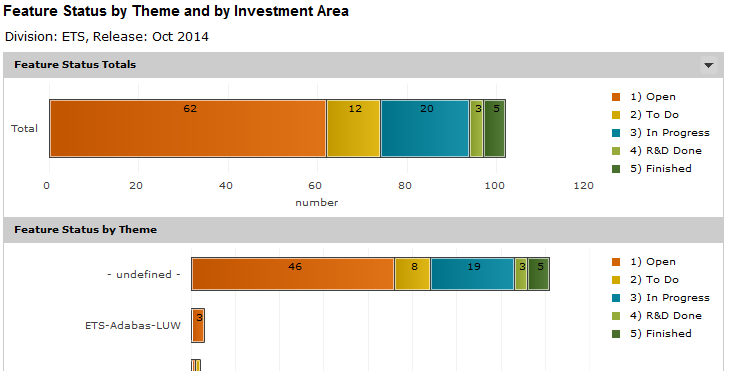 Feature Status by Theme and by Investment Area
Division: ETS, Release: Oct 2014
Feature Status Totals
62 12 20 3 5
Total
0 20 40 60 80 100 120
number
1) Open
2) To Do
3) In Progress
4) R&D Done
5) Finished
Feature Status by Theme
- undefined - 46 8 19 3 5
ETS-Adabas-LUW 3
1) Open
2) To Do
3) In Progress
4) R&D Done
5) Finished